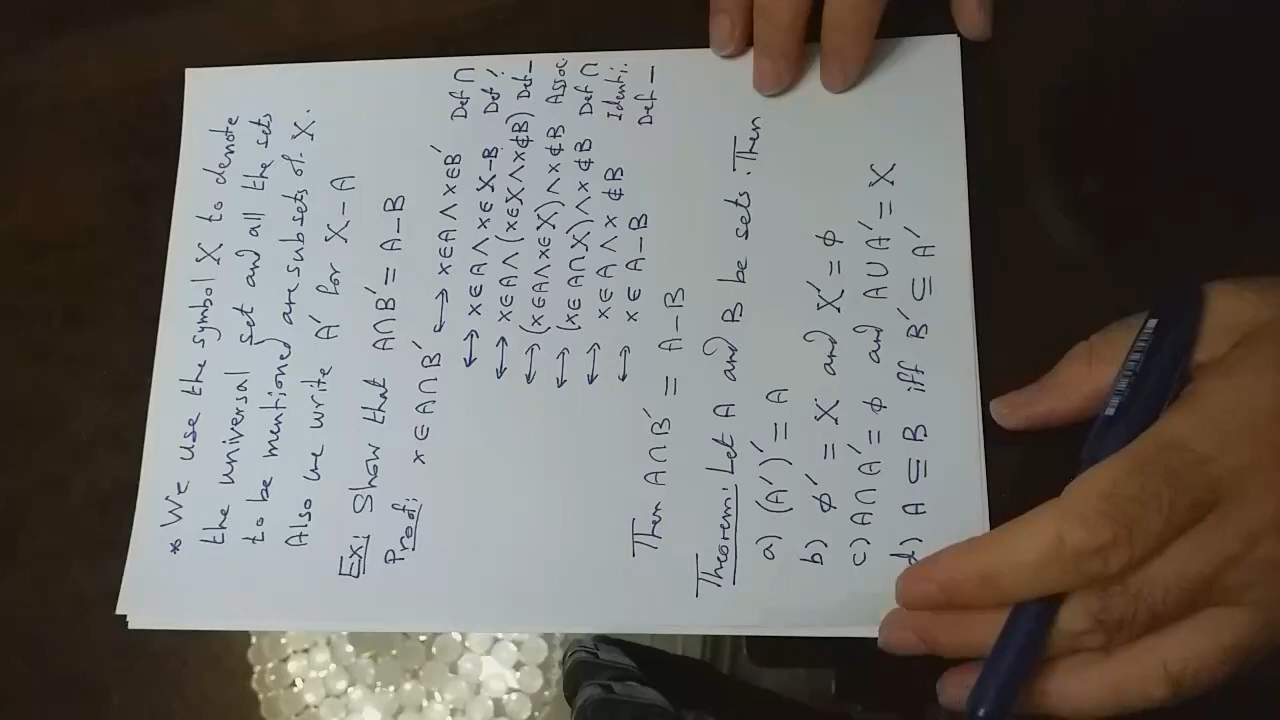 * We use the symbol X to denote
the universal set and all the sets
to be mentioned are subsets of X.
Also we write A' for X - A
Ex: Show that A∩B' = A - B
Proof: x ∈ A∩B' ↔ x∈A ∧ x∈B' Def ∩
↔ x∈A ∧ x∈X-B Def '
↔ x∈A ∧ (x∈X ∧ x∉B) Def -
↔ (x∈A ∧ x∈X) ∧ x∉B Assoc
↔ (x∈A∩X) ∧ x∉B Def ∩
↔ x∈A ∧ x∉B Identi.
↔ x∈A-B Def -
Then A∩B' = A-B
Theorem: Let A and B be sets. Then
a) (A')' = A
b) ϕ' = X and X' = ϕ
c) A∩A' = ϕ and A∪A' = X
d) A ⊆ B iff B' ⊆ A'